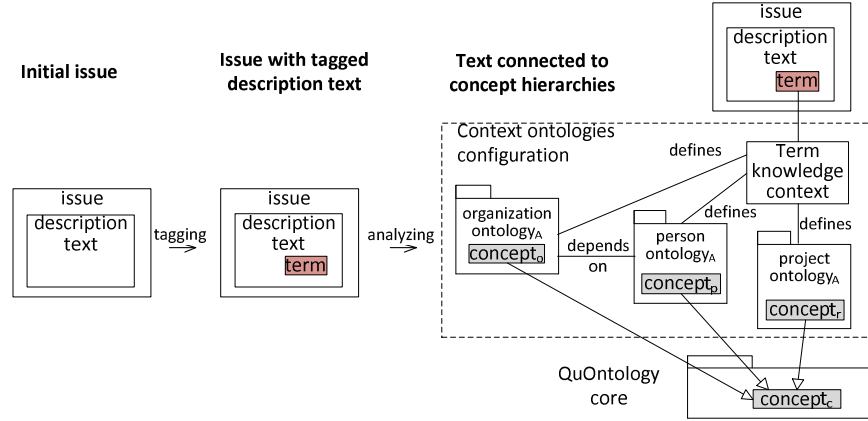 Initial issue
Issue with tagged
description text
Text connected to
concept hierarchies
issue
description
text
term
Context ontologies
configuration
defines
Term
knowledge
context
issue
description
text
tagging
issue
description
text
term
analyzing
organization
ontologyA
concepto
depends
on
defines
person
ontologyA
conceptp
defines
project
ontologyA
conceptr
QuOntology
core
conceptc